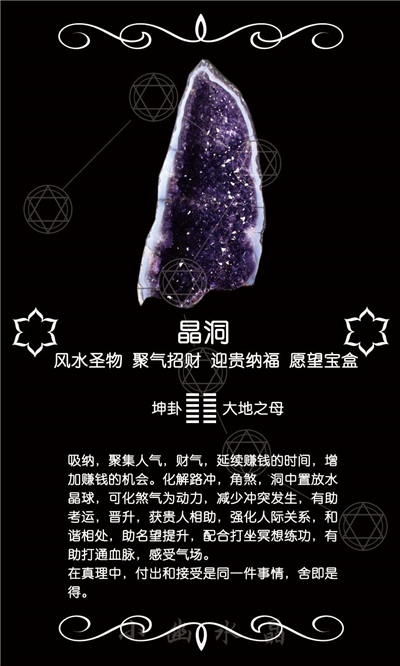 晶洞
风水圣物 聚气招财 迎贵纳福 愿望宝盒
坤卦 大地之母
吸纳，聚集人气，财气，延续赚钱的时间，增
加赚钱的机会。化解路冲，角煞，洞中置放水
晶球，可化煞气为动力，减少冲突发生，有助
考运，晋升，获贵人相助，强化人际关系，和
谐相处，助名望提升，配合打坐冥想练功，有
助打通血脉，感受气场。
在真理中，付出和接受是同一件事情，舍即是
得。
小幽水晶